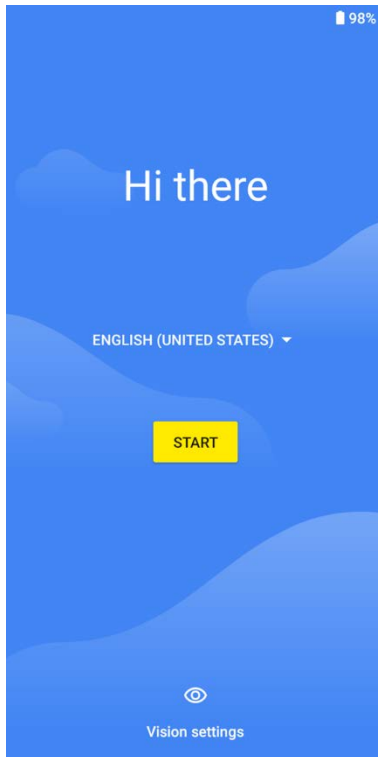 98%
Hi there
ENGLISH (UNITED STATES)
START
Vision settings